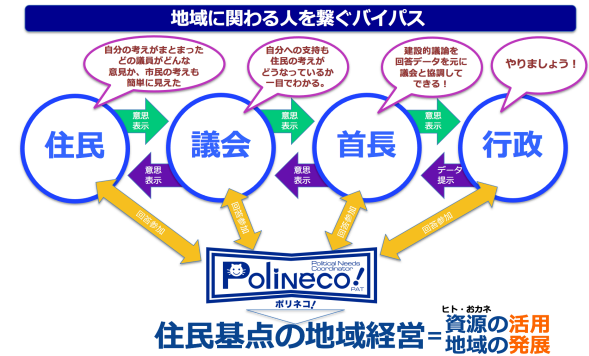 地域に関わる人を繋ぐバイパス
自分の考えがまとまった
どの議員がどんな
意見か、市民の考えも
簡単に見えた
自分への支持も
住民の考えが
どうなっているか
一目でわかる。
建設的議論を
回答データを元に
議会と協調して
できる！
やりましょう！
住民
議会
首長
行政
意思
表示
意思
表示
意思
表示
意思
表示
意思
表示
データ
提示
回答参加
回答参加
回答参加
回答参加
Political Needs
Coordinator
Polineco!
PAT.
ポリネコ!
住民基点の地域経営=
ヒト・おカネ
資源の活用
地域の発展